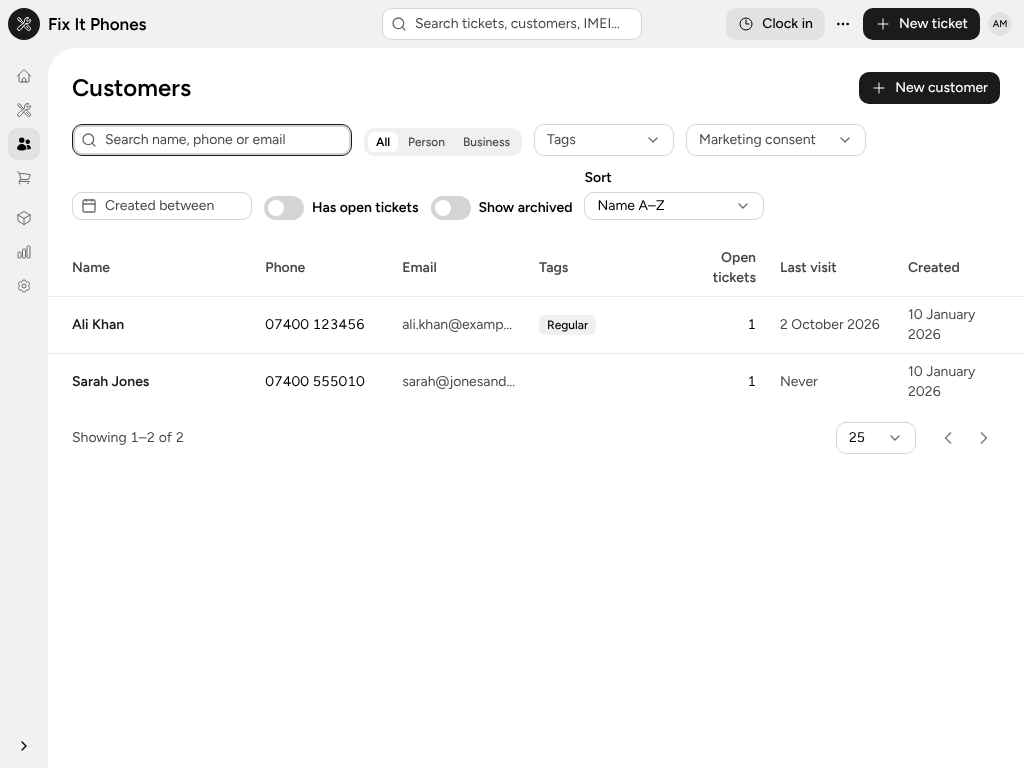 Fix It Phones
Search tickets, customers, IMEI...
Clock in
New ticket
AM
Customers
New customer
Search name, phone or email
All Person Business
Tags
Marketing consent
Sort
Created between
Has open tickets
Show archived
Name A–Z
Name Phone Email Tags Open tickets Last visit Created
Ali Khan 07400 123456 ali.khan@examp... Regular 1 2 October 2026 10 January 2026
Sarah Jones 07400 555010 sarah@jonesand... 1 Never 10 January 2026
Showing 1–2 of 2
25